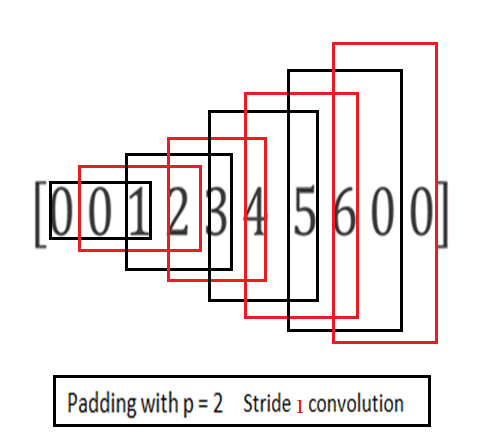 [0 0 1 2 3 4 5 6 0 0]
Padding with p = 2 Stride 1 convolution